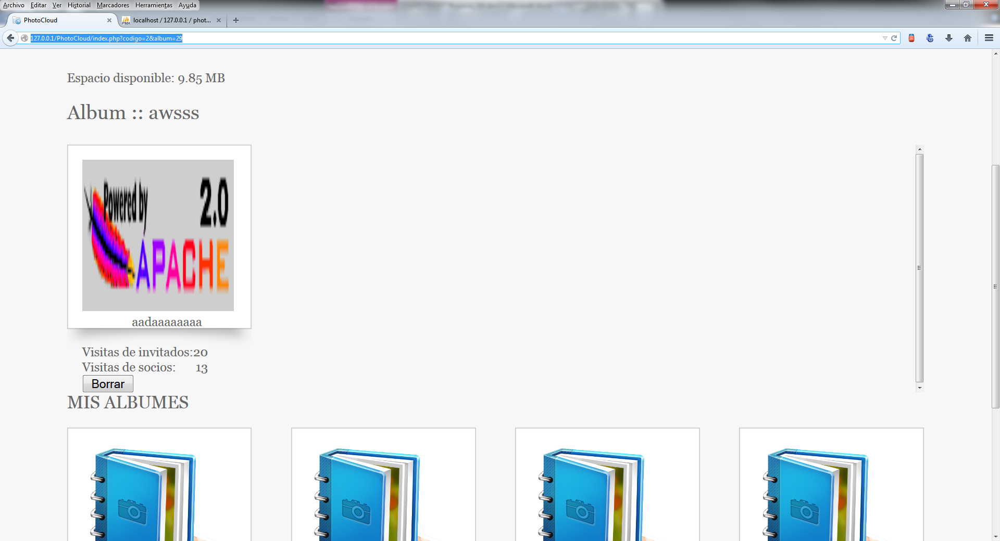 Archivo Editar Ver Historial Marcadores Herramientas Ayuda
PhotoCloud
localhost / 127.0.0.1 / phot...
127.0.0.1/PhotoCloud/index.php?codigo=2&album=29
Espacio disponible: 9.85 MB
Album :: awsss
Powered by 2.0
APACHE
aadaaaaaaaa
Visitas de invitados:20
Visitas de socios: 13
Borrar
MIS ALBUMES